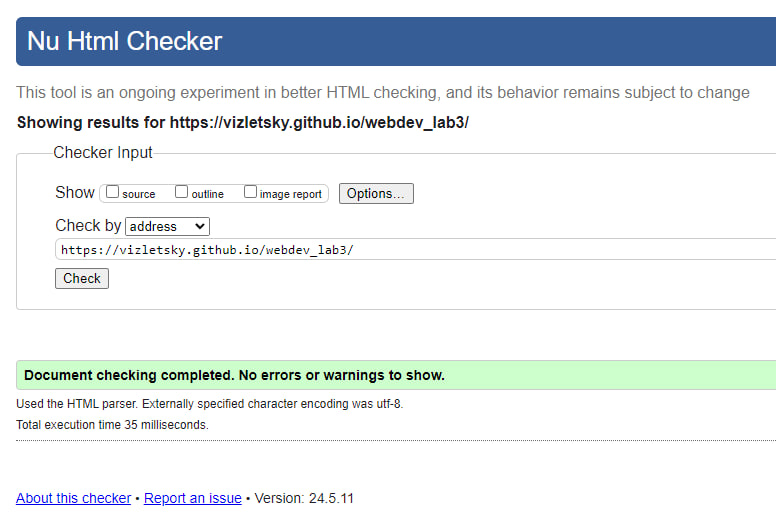 Nu Html Checker
This tool is an ongoing experiment in better HTML checking, and its behavior remains subject to change
Showing results for https://vizletsky.github.io/webdev_lab3/
Checker Input
Show source outline image report Options...
Check by address
https://vizletsky.github.io/webdev_lab3/
Check
Document checking completed. No errors or warnings to show.
Used the HTML parser. Externally specified character encoding was utf-8.
Total execution time 35 milliseconds.
About this checker • Report an issue • Version: 24.5.11